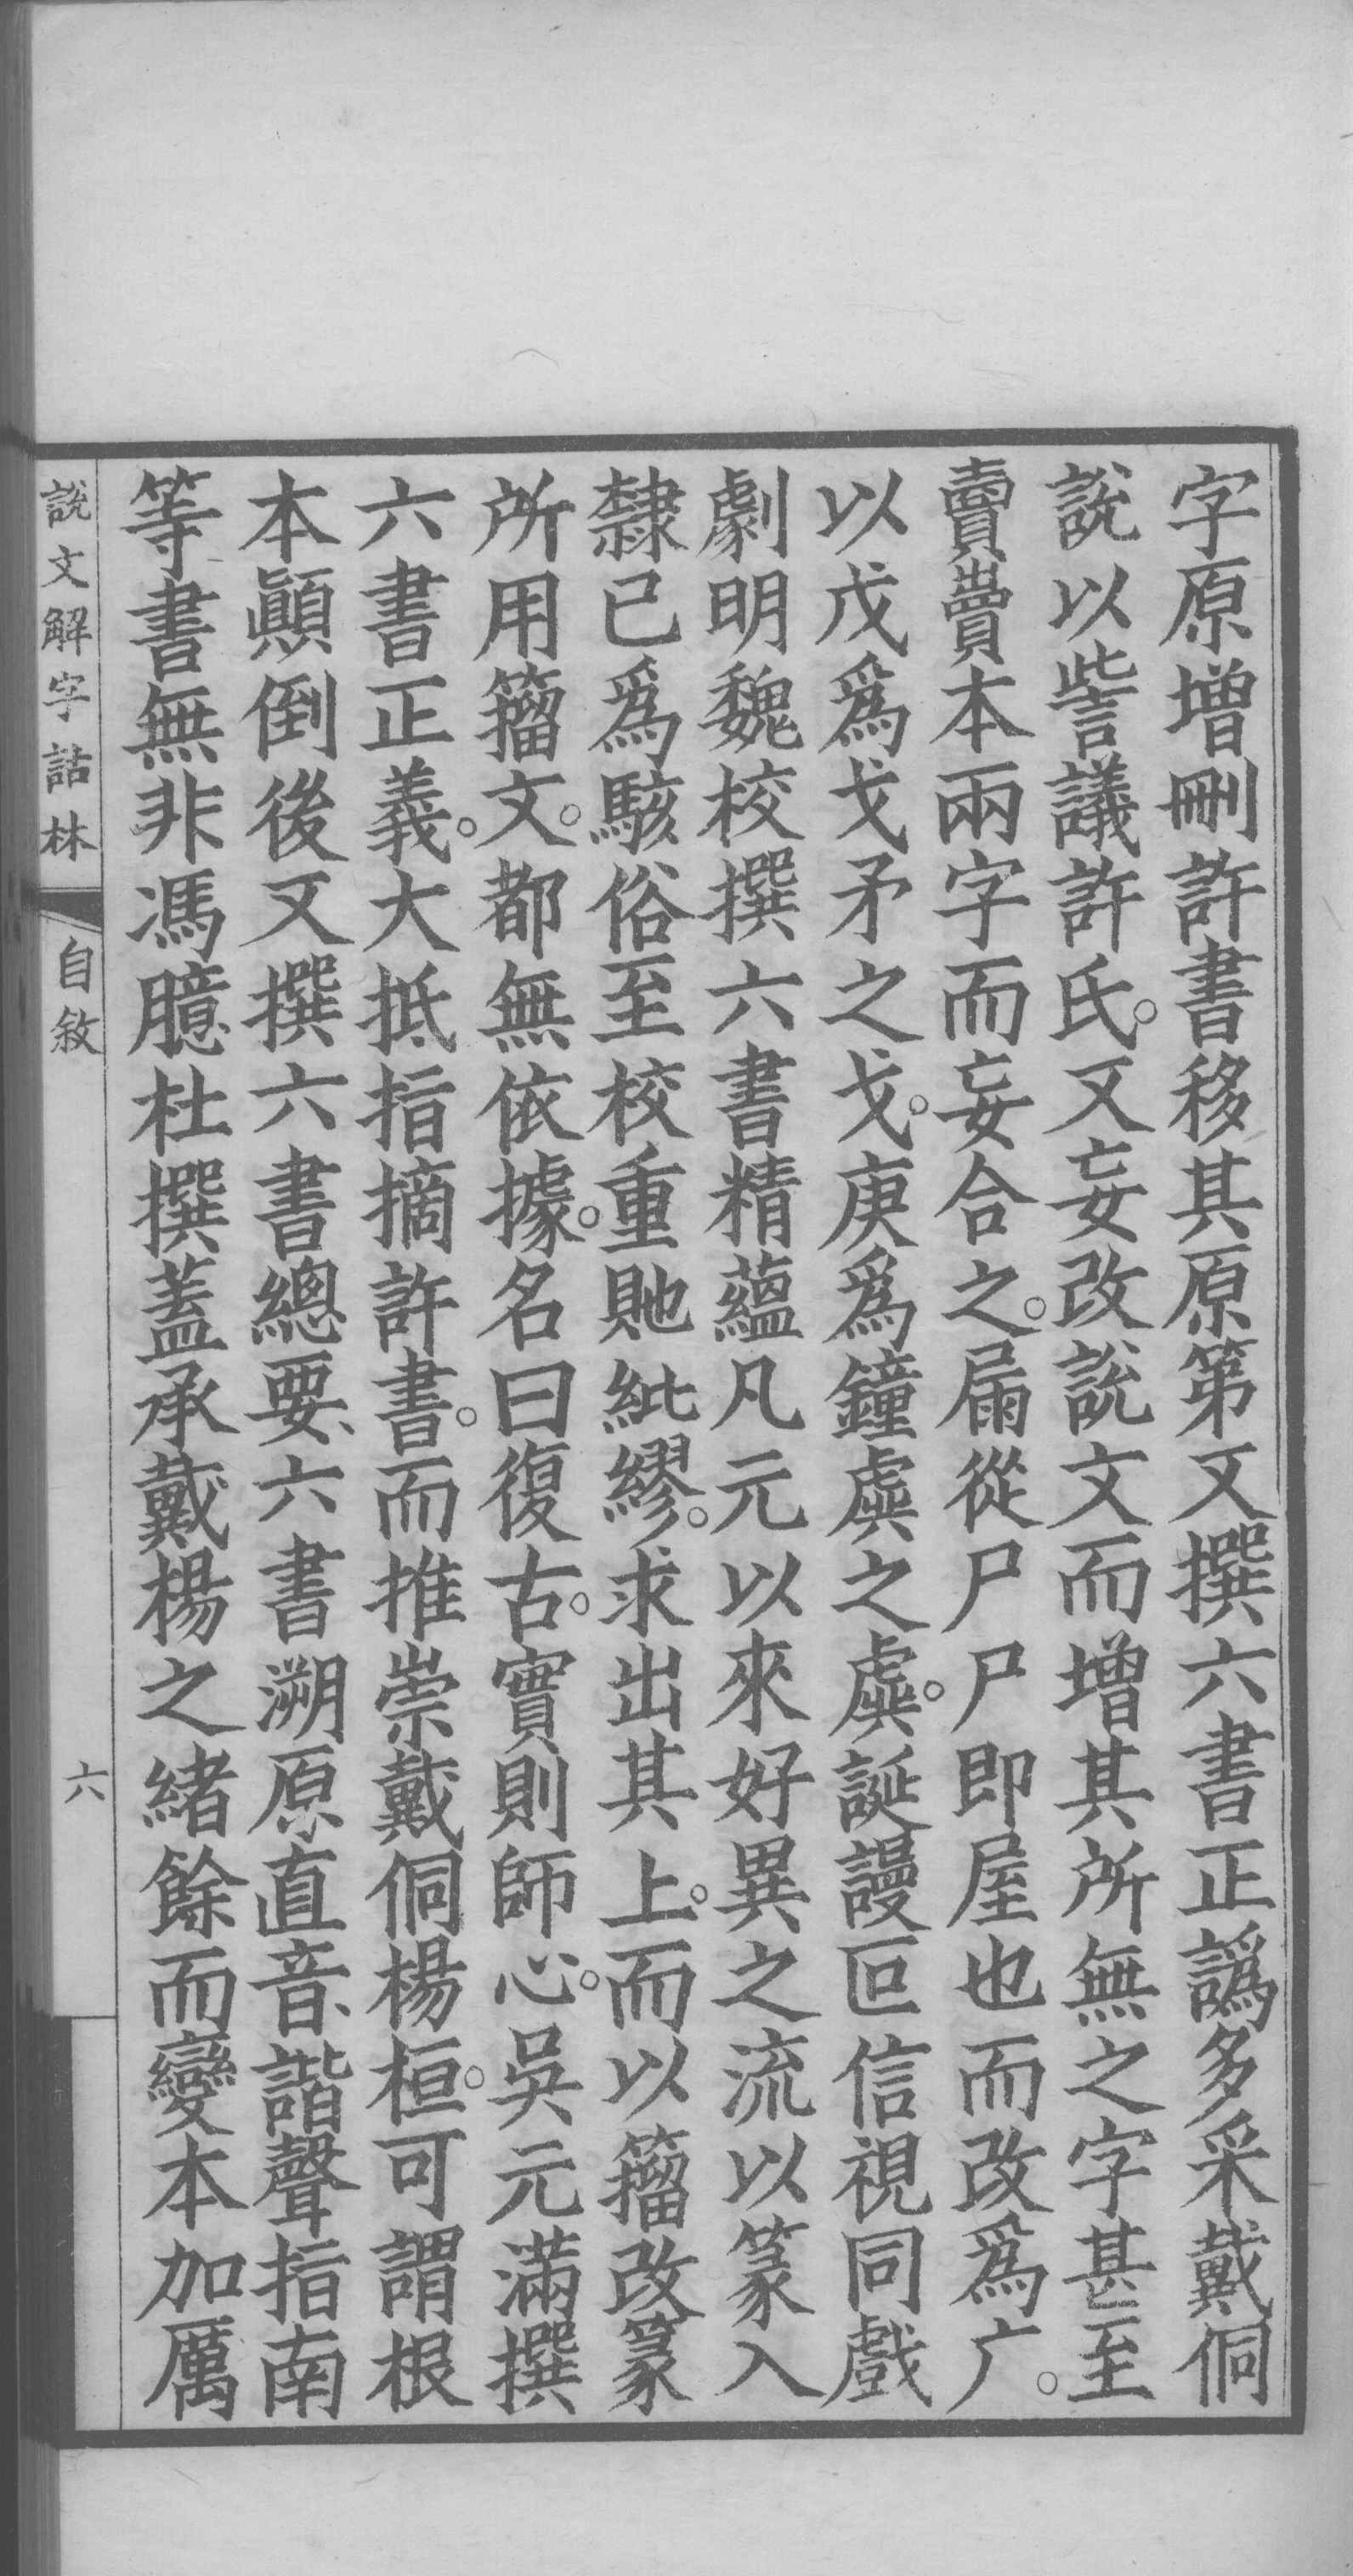 字原增刪許書移其原第又撰六書正譌多采戴侗
說以訾議許氏。又妄改說文而增其所無之字甚至
賣𧶠本兩字而妄合之。屚從尸尸即屋也而改爲广。
以戊爲戈矛之戈。庚爲鐘虡之虡。誕謾叵信視同戲
劇明魏校撰六書精蘊凡元以來好異之流以篆入
隸已爲駭俗至校重貤紕繆。求出其上。而以籀改篆
所用籀文。都無依據。名曰復古。實則師心。吳元滿撰
六書正義。大抵指摘許書。而推崇戴侗楊桓。可謂根
本顚倒後又撰六書總要、六書溯原直音、諧聲指南
等書無非馮臆杜撰蓋承戴楊之緒餘而變本加厲
說文解字詁林
自敘
六